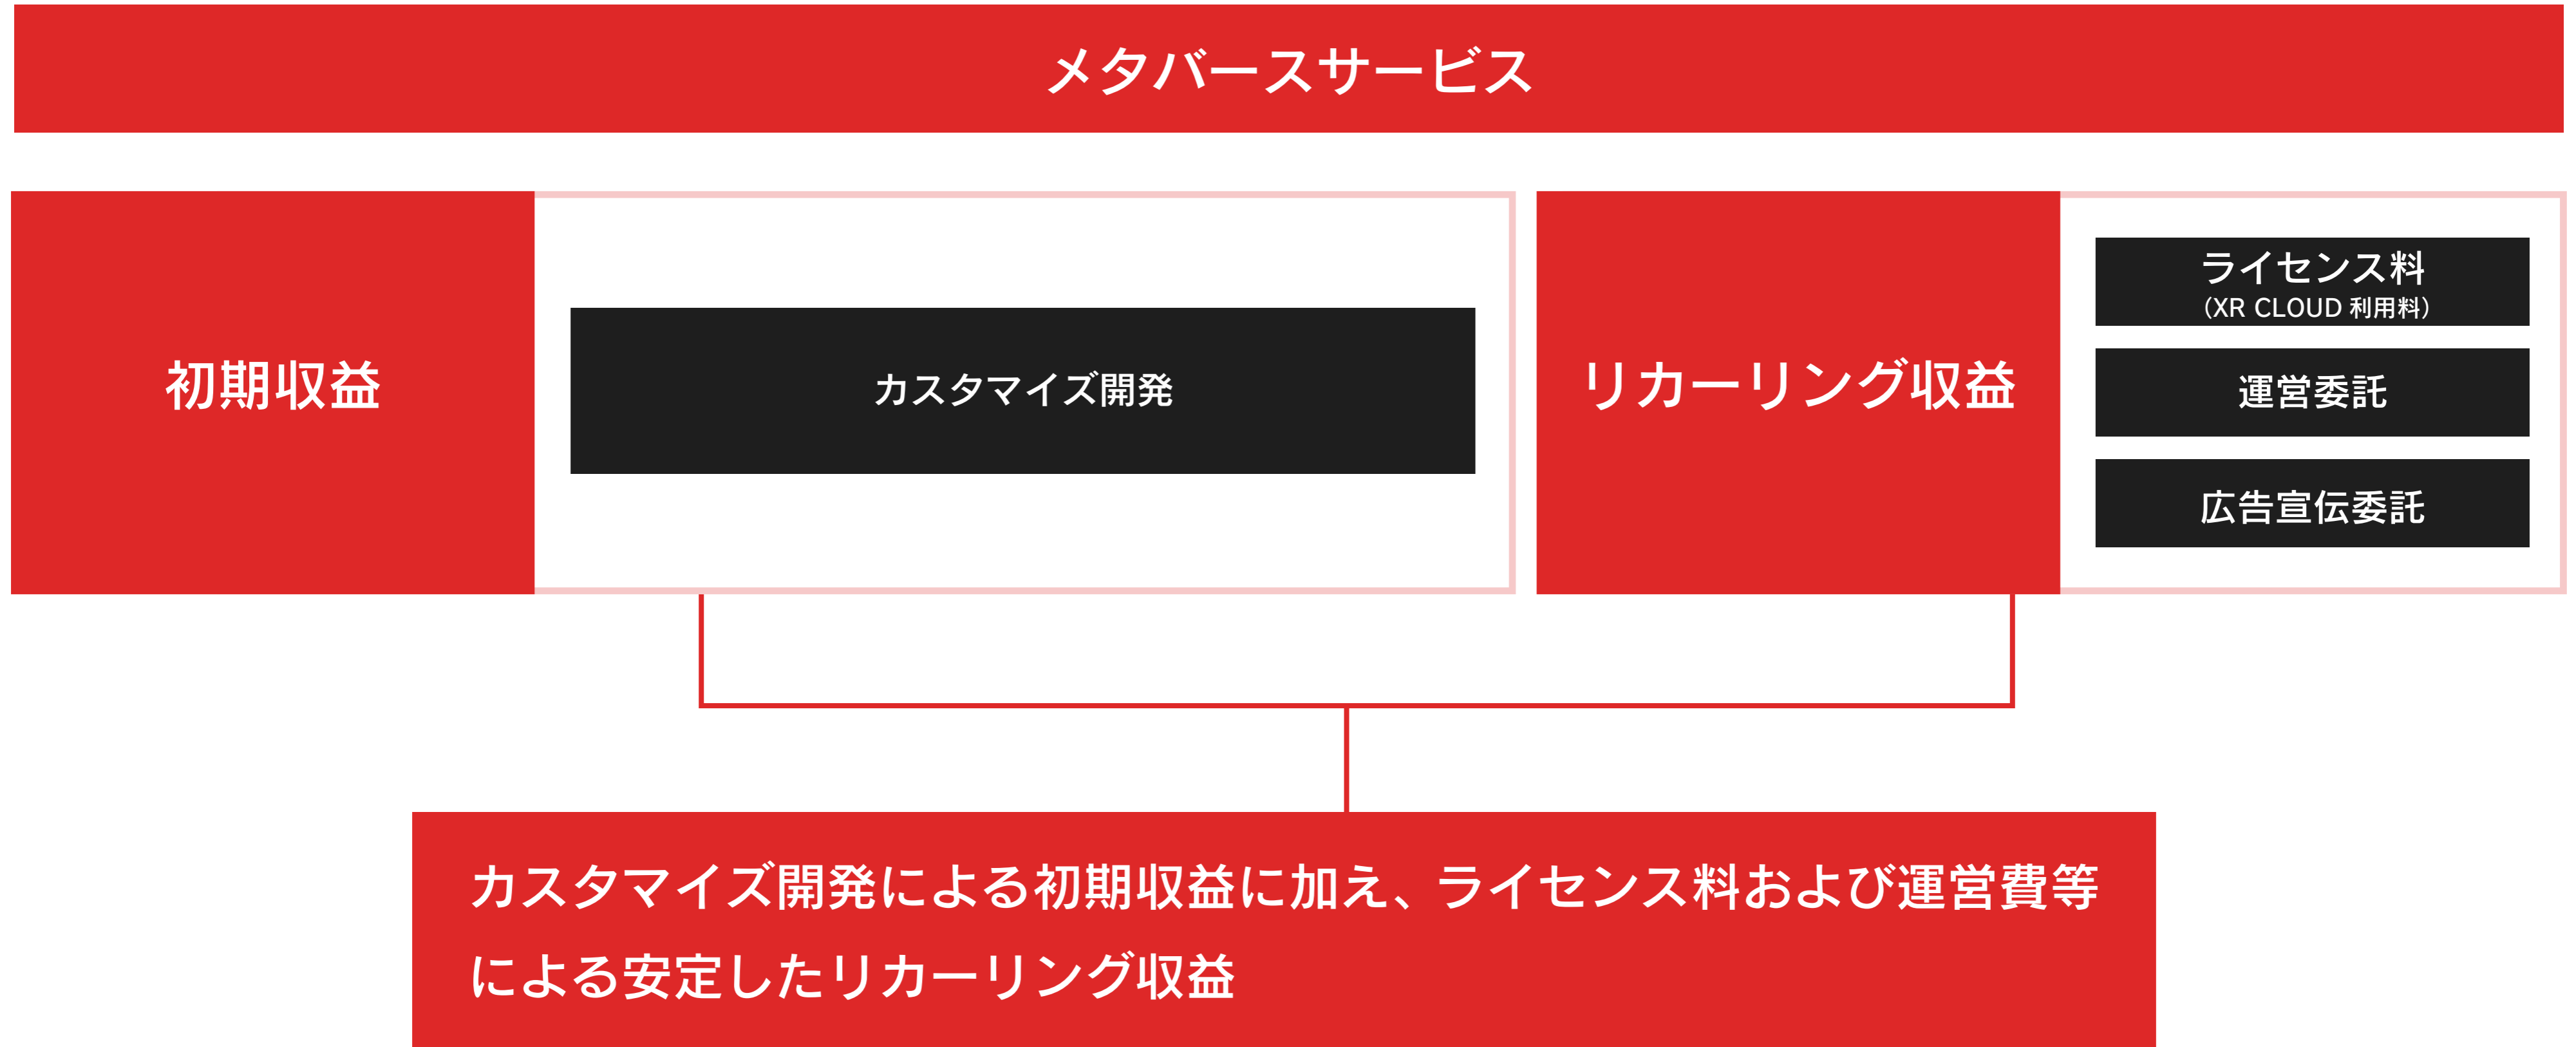 メタバースサービス
初期収益
カスタマイズ開発
リカーリング収益
ライセンス料
（XR CLOUD 利用料）
運営委託
広告宣伝委託
カスタマイズ開発による初期収益に加え、ライセンス料および運営費等
による安定したリカーリング収益